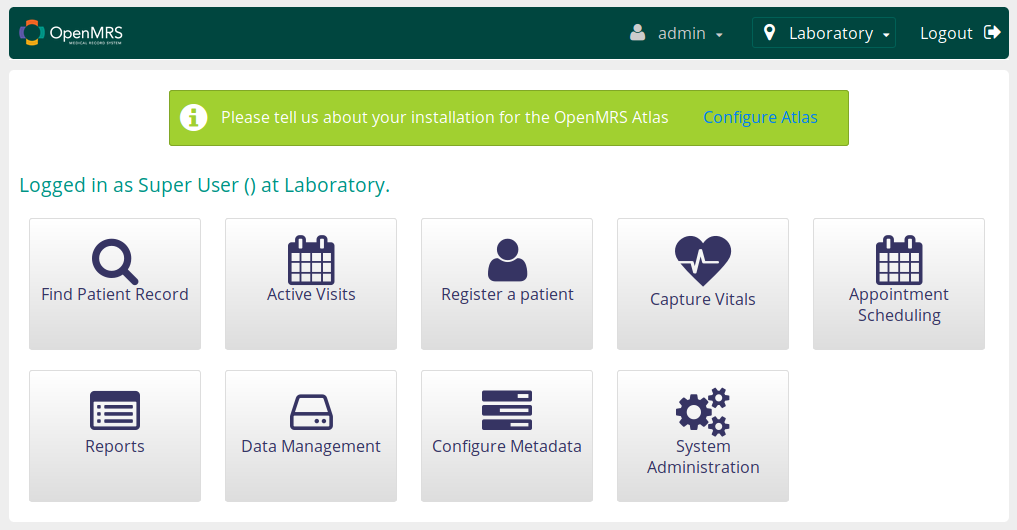 OpenMRS
MEDICAL RECORD SYSTEM
admin
Laboratory
Logout
Please tell us about your installation for the OpenMRS Atlas
Configure Atlas
Logged in as Super User () at Laboratory.
Find Patient Record
Active Visits
Register a patient
Capture Vitals
Appointment
Scheduling
Reports
Data Management
Configure Metadata
System
Administration